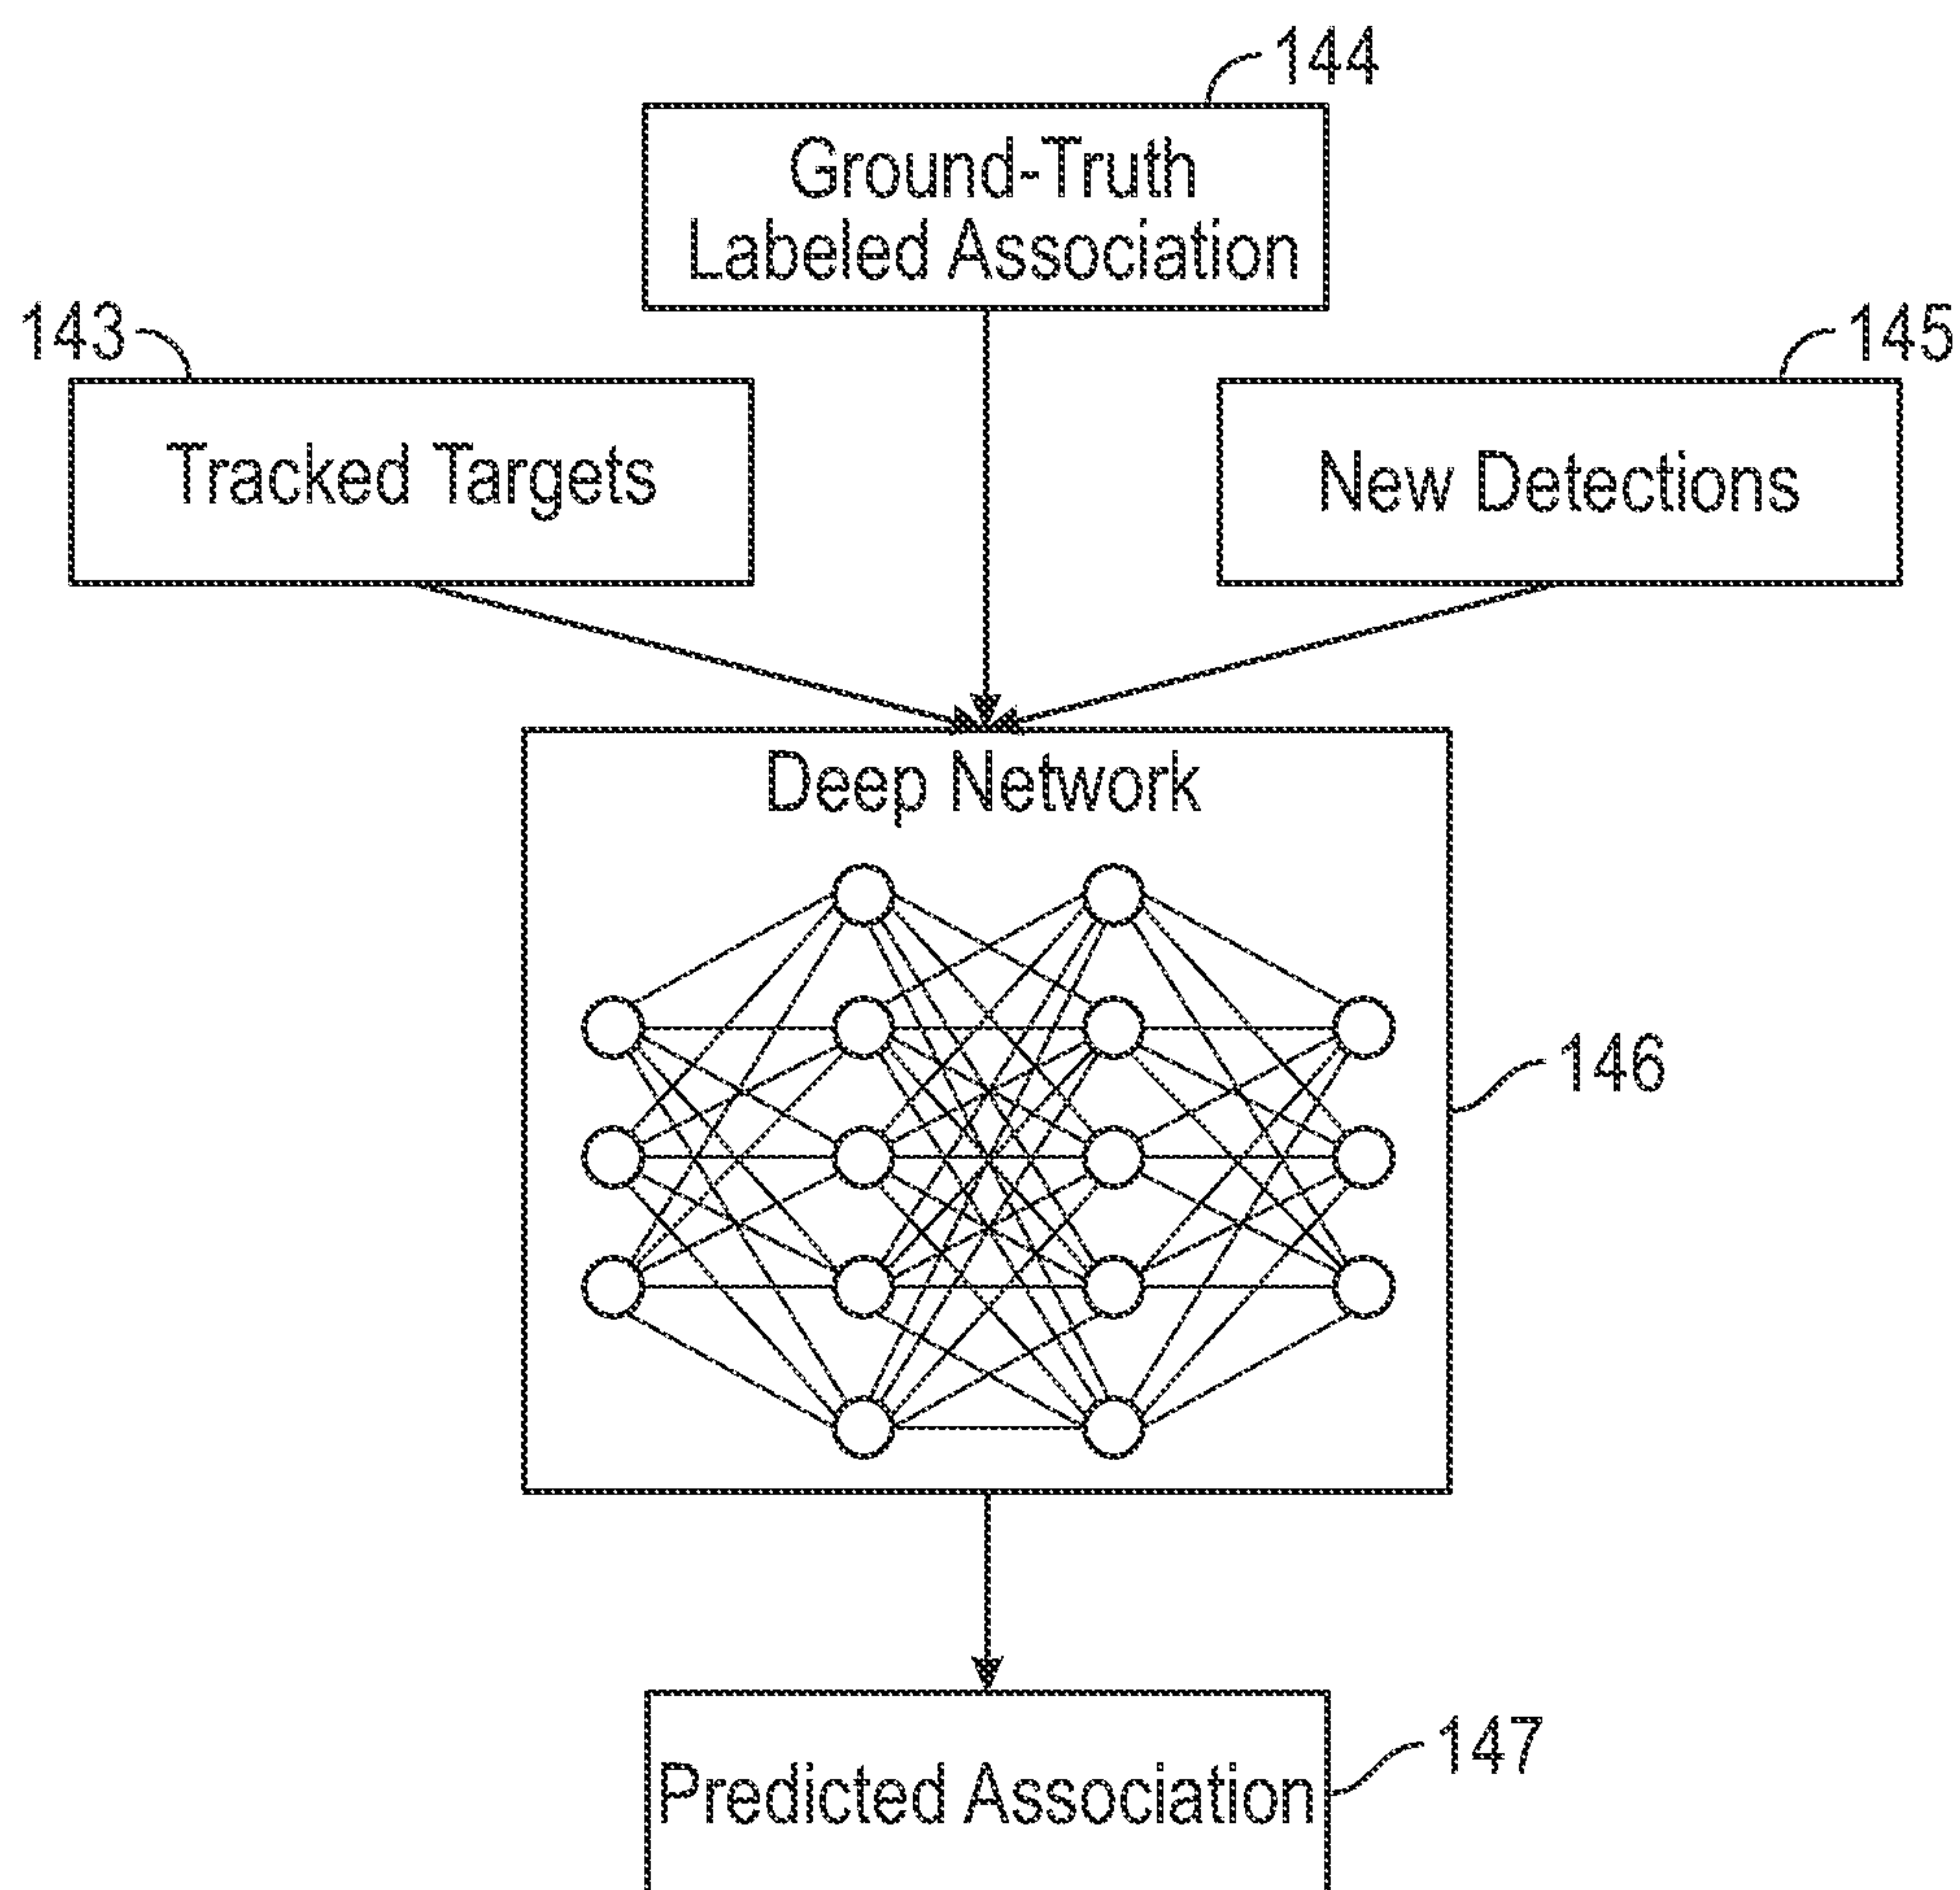 144
Ground-Truth
Labeled Association
143
145
Tracked Targets
New Detections
Deep Network
146
147
Predicted Association